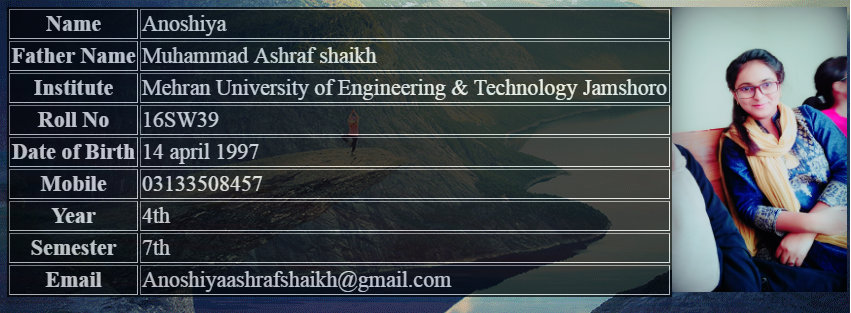 Name Anoshiya
Father Name Muhammad Ashraf shaikh
Institute Mehran University of Engineering & Technology Jamshoro
Roll No 16SW39
Date of Birth 14 april 1997
Mobile 03133508457
Year 4th
Semester 7th
Email Anoshiyaashrafshaikh@gmail.com